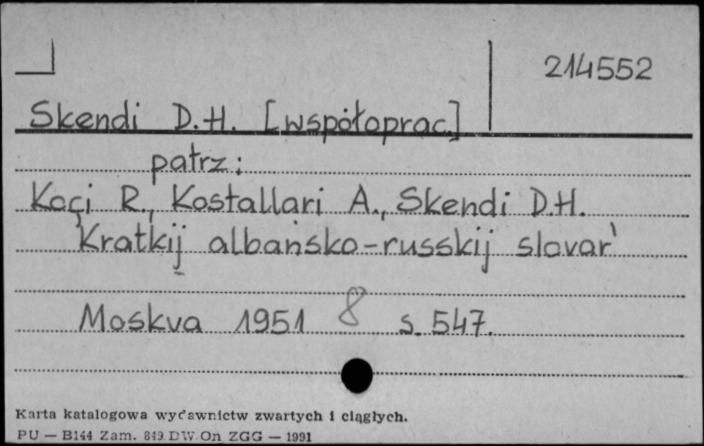 214552
Skendi D.H. [współoprac]
patrz:
Koçi R., Kostallari A., Skendi D.H.
Kratkij albańsko-russkij slovar'
Moskva 1951 8 s. 547.
Karta katalogowa wydawnictw zwartych i ciągłych.
PU — B144 Zam. 849 DW. On ZGG — 1991